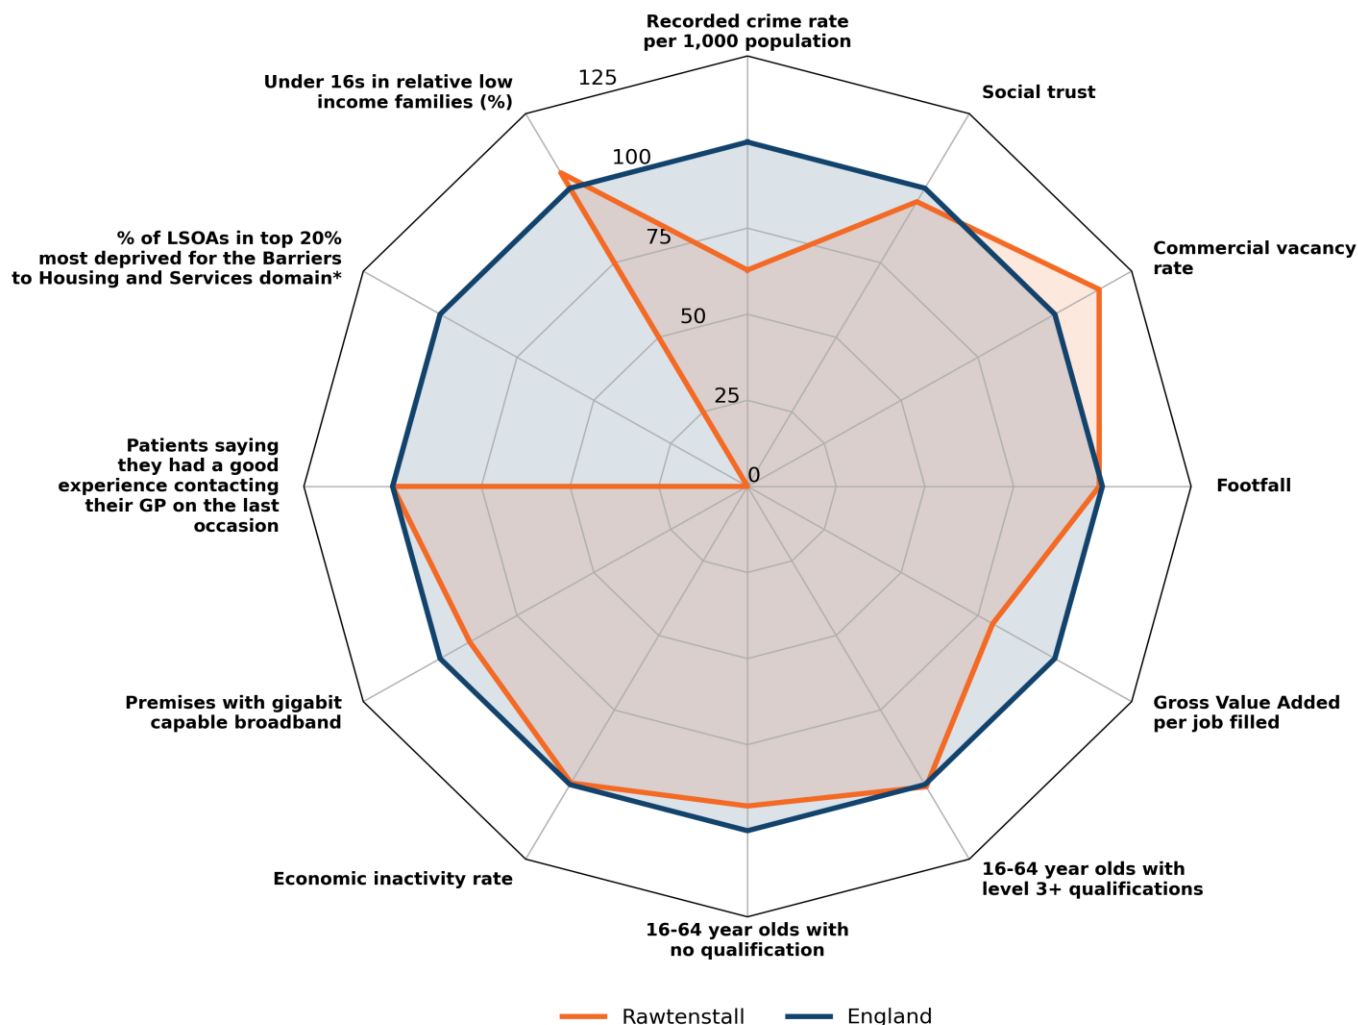 Recorded crime rate
per 1,000 population
Social trust
Commercial vacancy
rate
Footfall
Gross Value Added
per job filled
16-64 year olds with
level 3+ qualifications
16-64 year olds with
no qualification
Economic inactivity rate
Premises with gigabit
capable broadband
Patients saying
they had a good
experience contacting
their GP on the last
occasion
% of LSOAs in top 20%
most deprived for the Barriers
to Housing and Services domain*
Under 16s in relative low
income families (%)
125
100
75
50
25
0
Rawtenstall
England